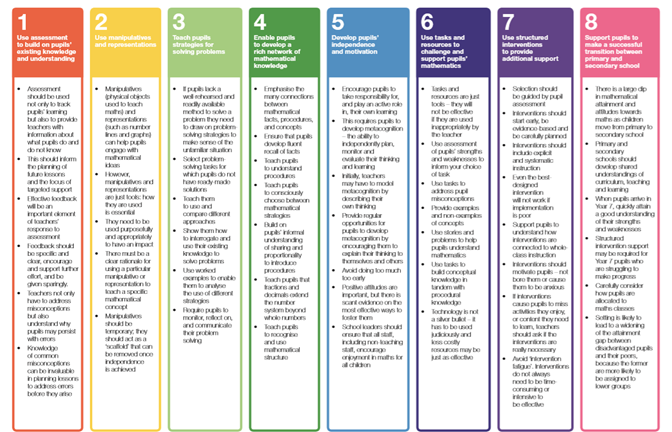 1
Use assessment
to build on pupils'
existing knowledge
and understanding
• Assessment
should be used
not only to track
pupils' learning
but also to provide
teachers with
information about
what pupils do and
do not know
• This should inform
the planning of
future lessons
and the focus of
targeted support
• Effective feedback
will be an
important element
of teachers'
response to
assessment
• Feedback should
be specific and
clear, encourage
and support further
effort, and be
given sparingly.
• Teachers not only
have to address
misconceptions
but also
understand why
pupils may persist
with errors
• Knowledge
of common
misconceptions
can be invaluable
in planning lessons
to address errors
before they arise
2
Use manipulatives
and representations
• Manipulatives
(physical objects
used to teach
maths) and
representations
(such as number
lines and graphs)
can help pupils
engage with
mathematical
ideas
• However,
manipulatives and
representations
are just tools: how
they are used
is essential
• They need to be
used purposefully
and appropriately
to have an impact
• There must be a
clear rationale for
using a particular
manipulative or
representation
to teach a specific
mathematical
concept
• Manipulatives
should be
temporary; they
should act as a
'scaffold' that can
be removed once
independence
is achieved
3
Teach pupils
strategies for
solving problems
• If pupils lack a
well rehearsed and
readily available
method to solve a
problem they need
to draw on problem-
solving strategies to
make sense of the
unfamiliar situation
• Select problem-
solving tasks for
which pupils do not
have ready-made
solutions
• Teach them
to use and
compare different
approaches
• Show them how
to interrogate and
use their existing
knowledge to
solve problems
• Use worked
examples to enable
them to analyse
the use of different
strategies
• Require pupils to
monitor, reflect on,
and communicate
their problem
solving
4
Enable pupils
to develop a
rich network of
mathematical
knowledge
• Emphasise the
many connections
between
mathematical
facts, procedures,
and concepts
• Ensure that pupils
develop fluent
recall of facts
• Teach pupils
to understand
procedures
• Teach pupils
to consciously
choose between
mathematical
strategies
• Build on
pupils' informal
understanding
of sharing and
proportionality
to introduce
procedures
• Teach pupils that
fractions and
decimals extend
the number
system beyond
whole numbers
• Teach pupils
to recognise
and use
mathematical
structure
5
Develop pupils'
independence
and motivation
• Encourage pupils to
take responsibility for,
and play an active role
in, their own learning
• This requires pupils to
develop metacognition
– the ability to
independently plan,
monitor and
evaluate their thinking
and learning
• Initially, teachers
may have to model
metacognition by
describing their
own thinking
• Provide regular
opportunities for
pupils to develop
metacognition by
encouraging them to
explain their thinking to
themselves and others
• Avoid doing too much
too early
• Positive attitudes are
important, but there is
scant evidence on the
most effective ways to
foster them
• School leaders should
ensure that all staff,
including non-teaching
staff, encourage
enjoyment in maths for
all children
6
Use tasks and
resources to
challenge and
support pupils'
mathematics
• Tasks and
resources are just
tools – they will
not be effective
if they are used
inappropriately by
the teacher
• Use assessment
of pupils' strengths
and weaknesses to
inform your choice
of task
• Use tasks to
address pupil
misconceptions
• Provide examples
and non-examples
of concepts
• Use stories and
problems to help
pupils understand
mathematics
• Use tasks to
build conceptual
knowledge in
tandem with
procedural
knowledge
• Technology is not
a silver bullet – it
has to be used
judiciously and
less costly
resources may be
just as effective
7
Use structured
interventions
to provide
additional support
• Selection should
be guided by pupil
assessment
• Interventions should
start early, be
evidence based and
be carefully planned
• Interventions
should include
explicit and
systematic
instruction
• Even the best-
designed
intervention
will not work if
implementation
is poor
• Support pupils to
understand how
interventions are
connected to whole-
class instruction
• Interventions should
motivate pupils – not
bore them or cause
them to be anxious
• If interventions
cause pupils to miss
activities they enjoy,
or content they need
to learn, teachers
should ask if the
interventions are
really necessary
• Avoid 'intervention
fatigue'. Interventions
do not always
need to be time-
consuming or
intensive to
be effective
8
Support pupils to
make a successful
transition between
primary and
secondary school
• There is a large dip in
mathematical attainment
and attitudes towards
maths as children
move from primary to
secondary school
• Primary and
secondary
schools should
develop shared
understandings of
curriculum, teaching
and learning
• When pupils arrive in
Year 7, quickly attain
a good understanding
of their strengths
and weaknesses
• Structured
intervention support
may be required for
Year 7 pupils who
are struggling to
make progress
• Carefully consider
how pupils are
allocated to
maths classes
• Setting is likely to
lead to a widening
of the attainment
gap between
disadvantaged pupils
and their peers,
because the former
are more likely to
be assigned to
lower groups